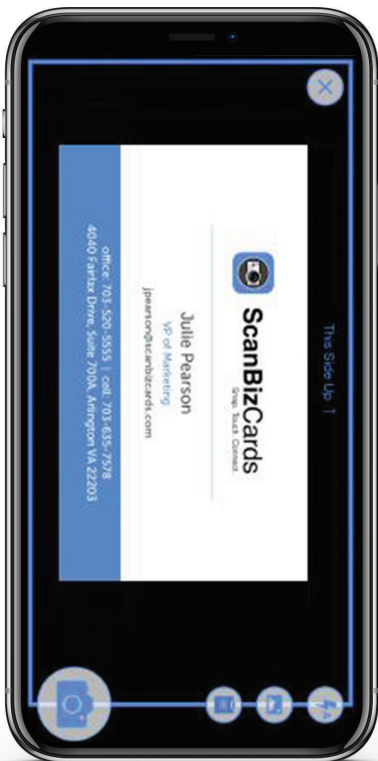 This Side Up ↑
ScanBizCards
Snap. Touch. Connect.
Julie Pearson
VP of Marketing
jpearson@scanbizcards.com
office: 703-520-5555 | cell: 703-635-7578
4040 Fairfax Drive, Suite 700A, Arlington VA 22203